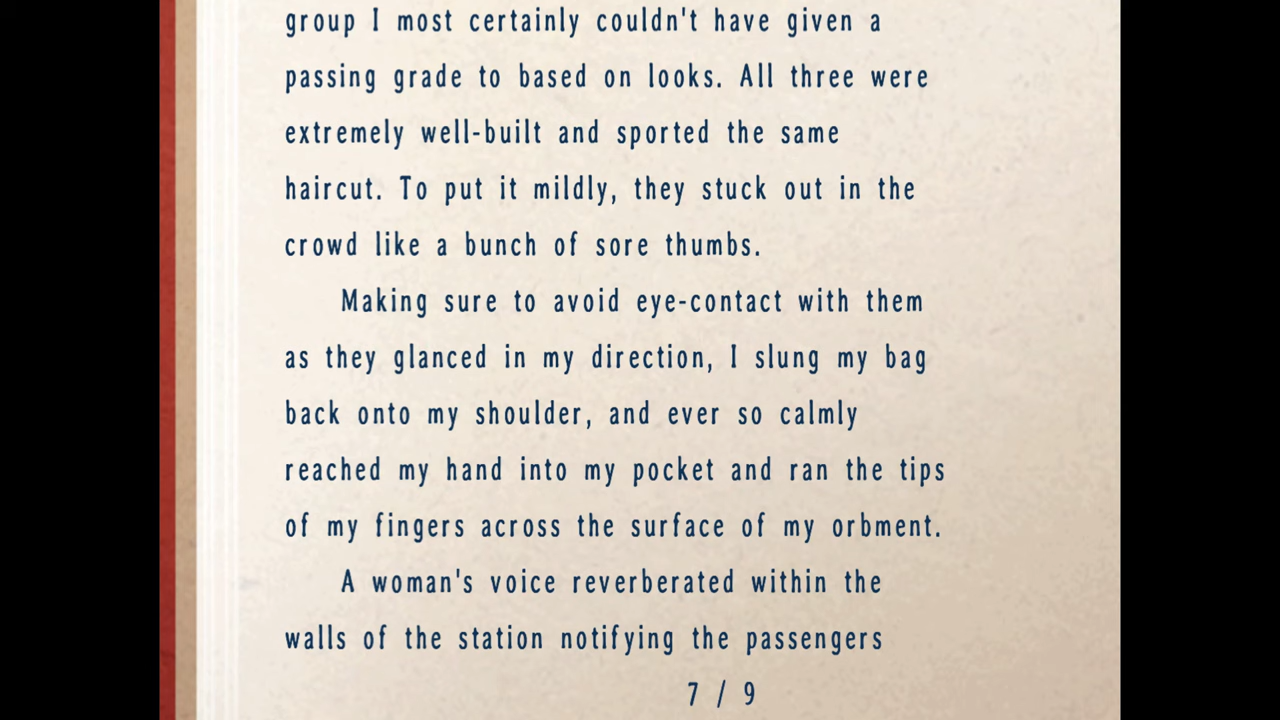 group I most certainly couldn't have given a
passing grade to based on looks. All three were
extremely well-built and sported the same
haircut. To put it mildly, they stuck out in the
crowd like a bunch of sore thumbs.
Making sure to avoid eye-contact with them
as they glanced in my direction, I slung my bag
back onto my shoulder, and ever so calmly
reached my hand into my pocket and ran the tips
of my fingers across the surface of my orbment.
A woman's voice reverberated within the
walls of the station notifying the passengers
7 / 9